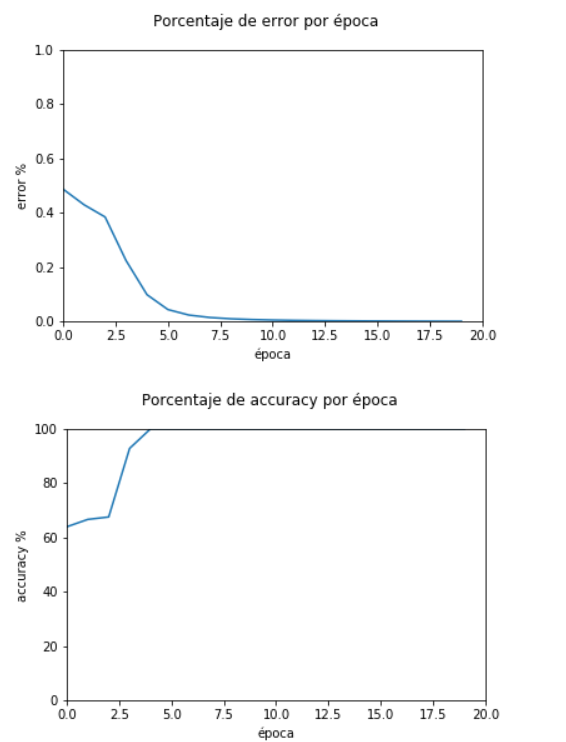 Porcentaje de error por época
1.0
0.8
0.6
0.4
0.2
0.0
error %
0.0 2.5 5.0 7.5 10.0 12.5 15.0 17.5 20.0
época
Porcentaje de accuracy por época
100
80
60
40
20
0
accuracy %
0.0 2.5 5.0 7.5 10.0 12.5 15.0 17.5 20.0
época